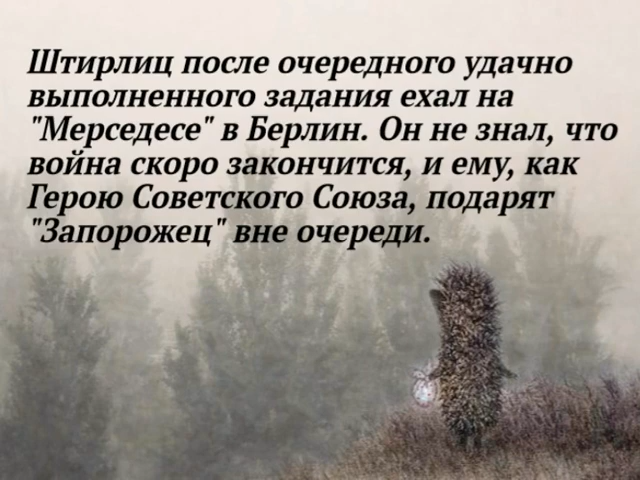 Штирлиц после очередного удачно
выполненного задания ехал на
"Мерседесе" в Берлин. Он не знал, что
война скоро закончится, и ему, как
Герою Советского Союза, подарят
"Запорожец" вне очереди.